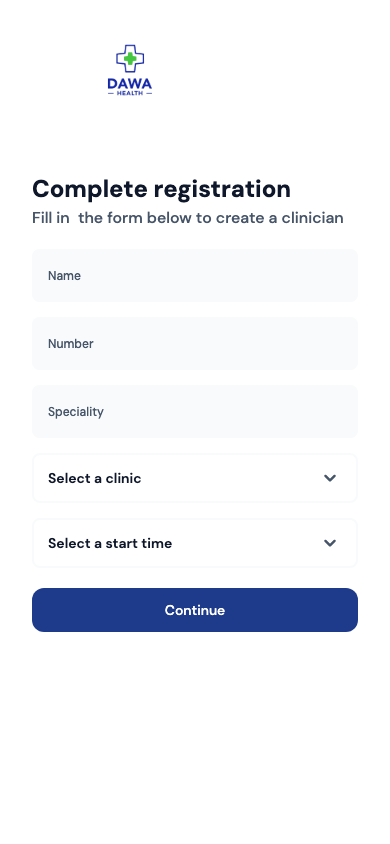 DAWA
HEALTH
Complete registration
Fill in  the form below to create a clinician
Name
Number
Speciality
Select a clinic
Select a start time
Continue